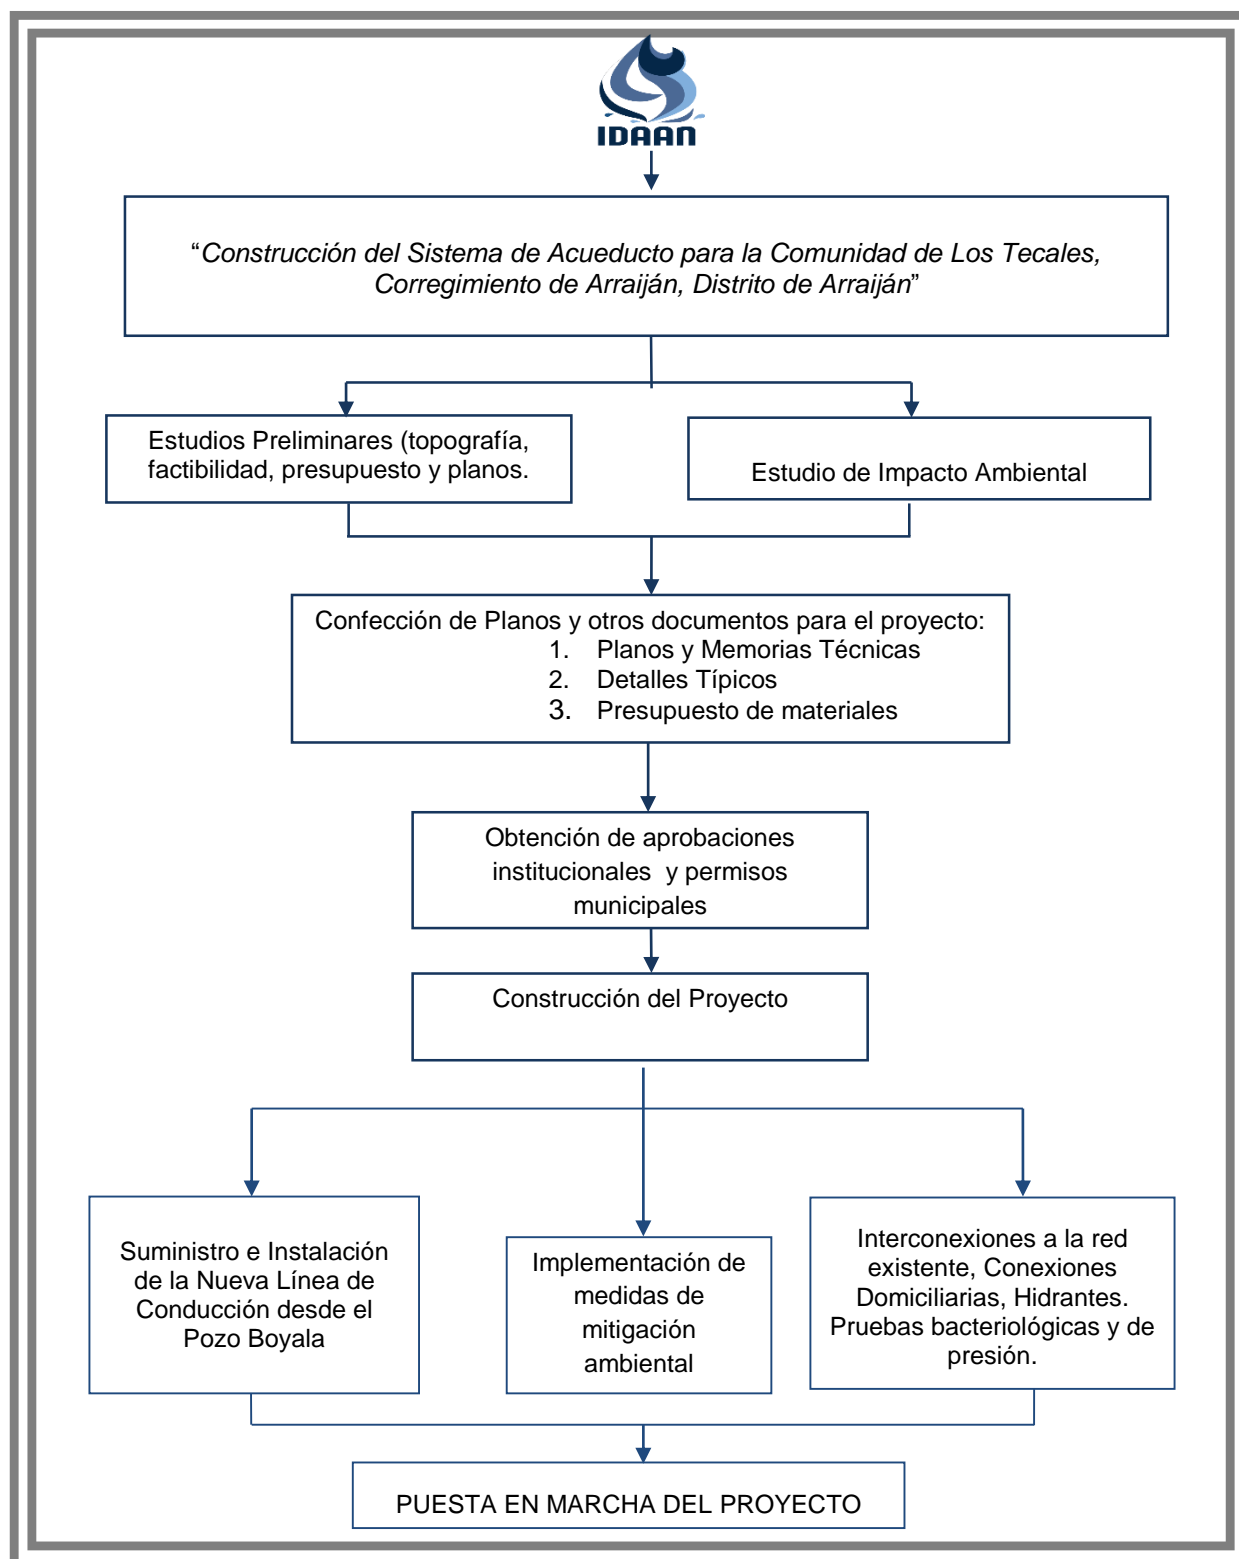 IDAAN
“Construcción del Sistema de Acueducto para la Comunidad de Los Tecales,
Corregimiento de Arraiján, Distrito de Arraiján”
Estudios Preliminares (topografía,
factibilidad, presupuesto y planos.
Estudio de Impacto Ambiental
Confección de Planos y otros documentos para el proyecto:
1. Planos y Memorias Técnicas
2. Detalles Típicos
3. Presupuesto de materiales
Obtención de aprobaciones
institucionales y permisos
municipales
Construcción del Proyecto
Suministro e Instalación
de la Nueva Línea de
Conducción desde el
Pozo Boyala
Implementación de
medidas de
mitigación
ambiental
Interconexiones a la red
existente, Conexiones
Domiciliarias, Hidrantes.
Pruebas bacteriológicas y de
presión.
PUESTA EN MARCHA DEL PROYECTO